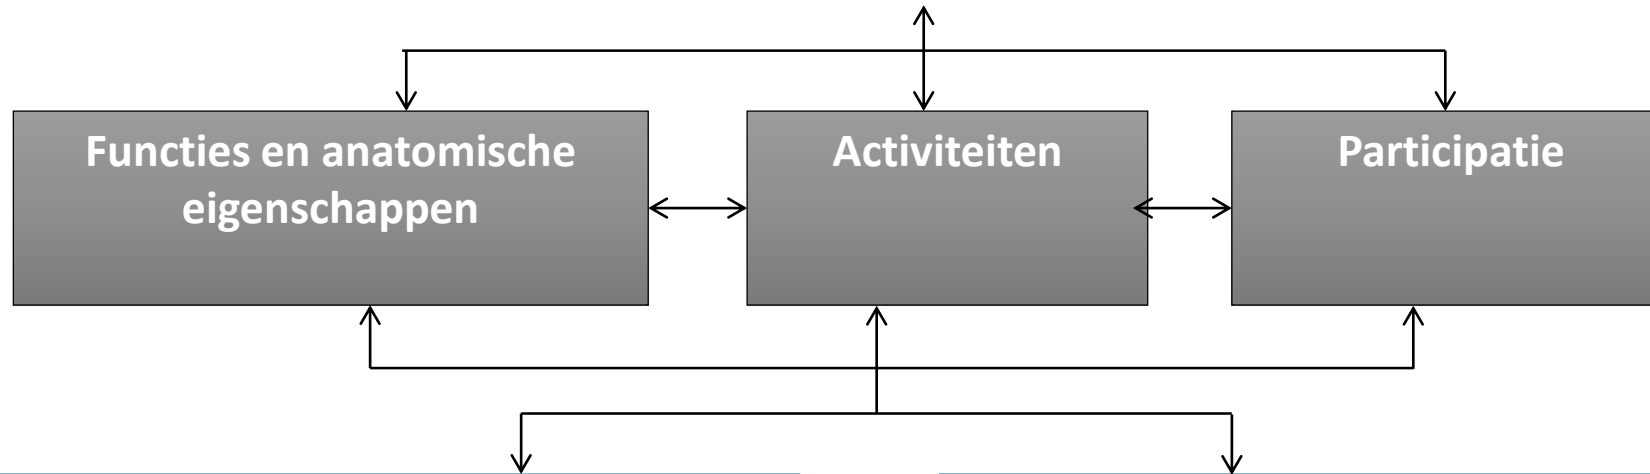 Functies en anatomische
eigenschappen
Activiteiten
Participatie